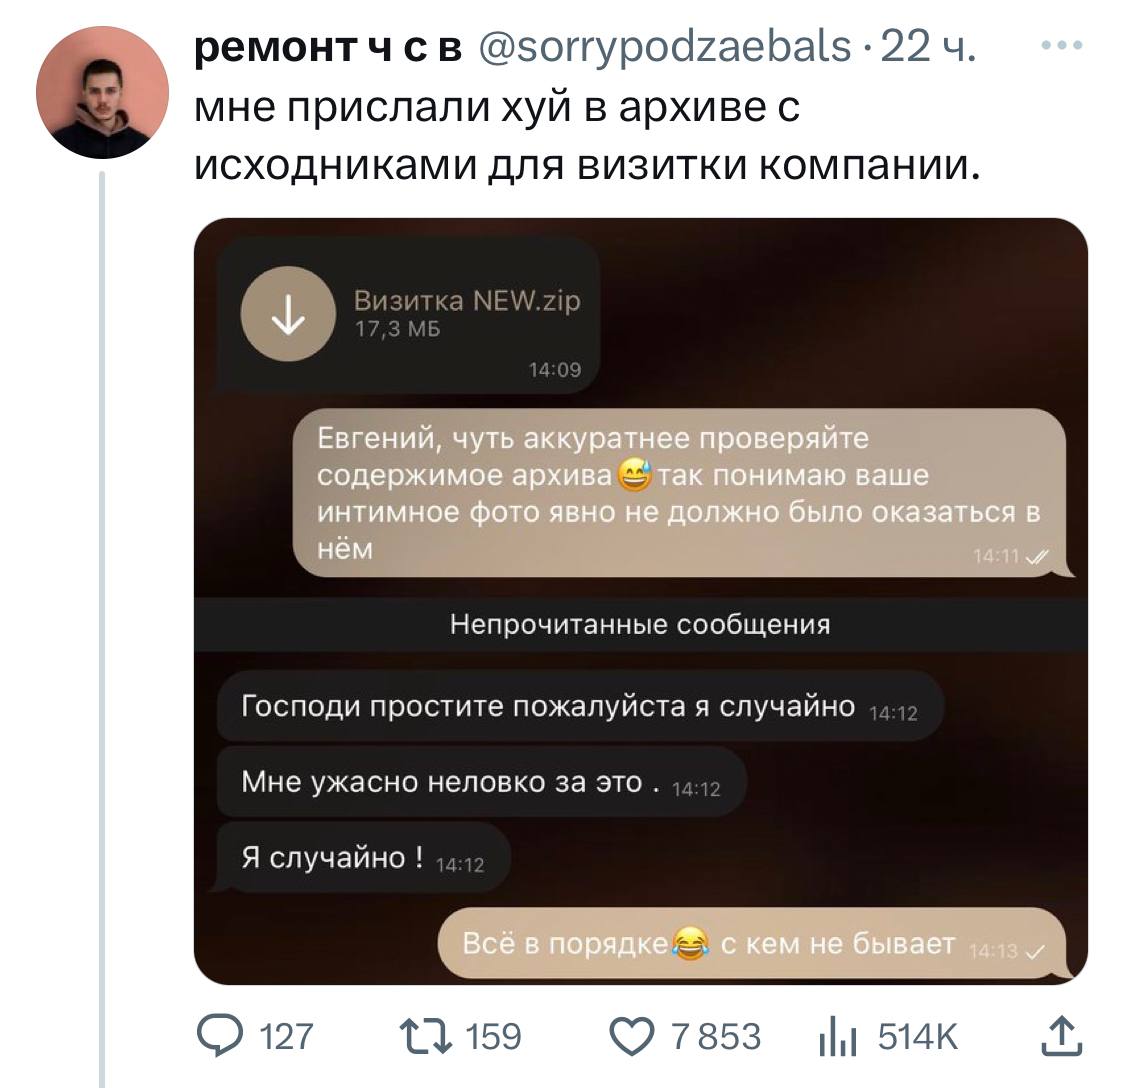 ремонт ч с в @sorrypodzaebals · 22 ч.
мне прислали хуй в архиве с
исходниками для визитки компании.
Визитка NEW.zip
17,3 МБ
14:09
Евгений, чуть аккуратнее проверяйте
содержимое архива😅так понимаю ваше
интимное фото явно не должно было оказаться в
нём
14:11
Непрочитанные сообщения
Господи простите пожалуйста я случайно 14:12
Мне ужасно неловко за это . 14:12
Я случайно ! 14:12
Всё в порядке😂 с кем не бывает 14:13
127 159 7 853 514K